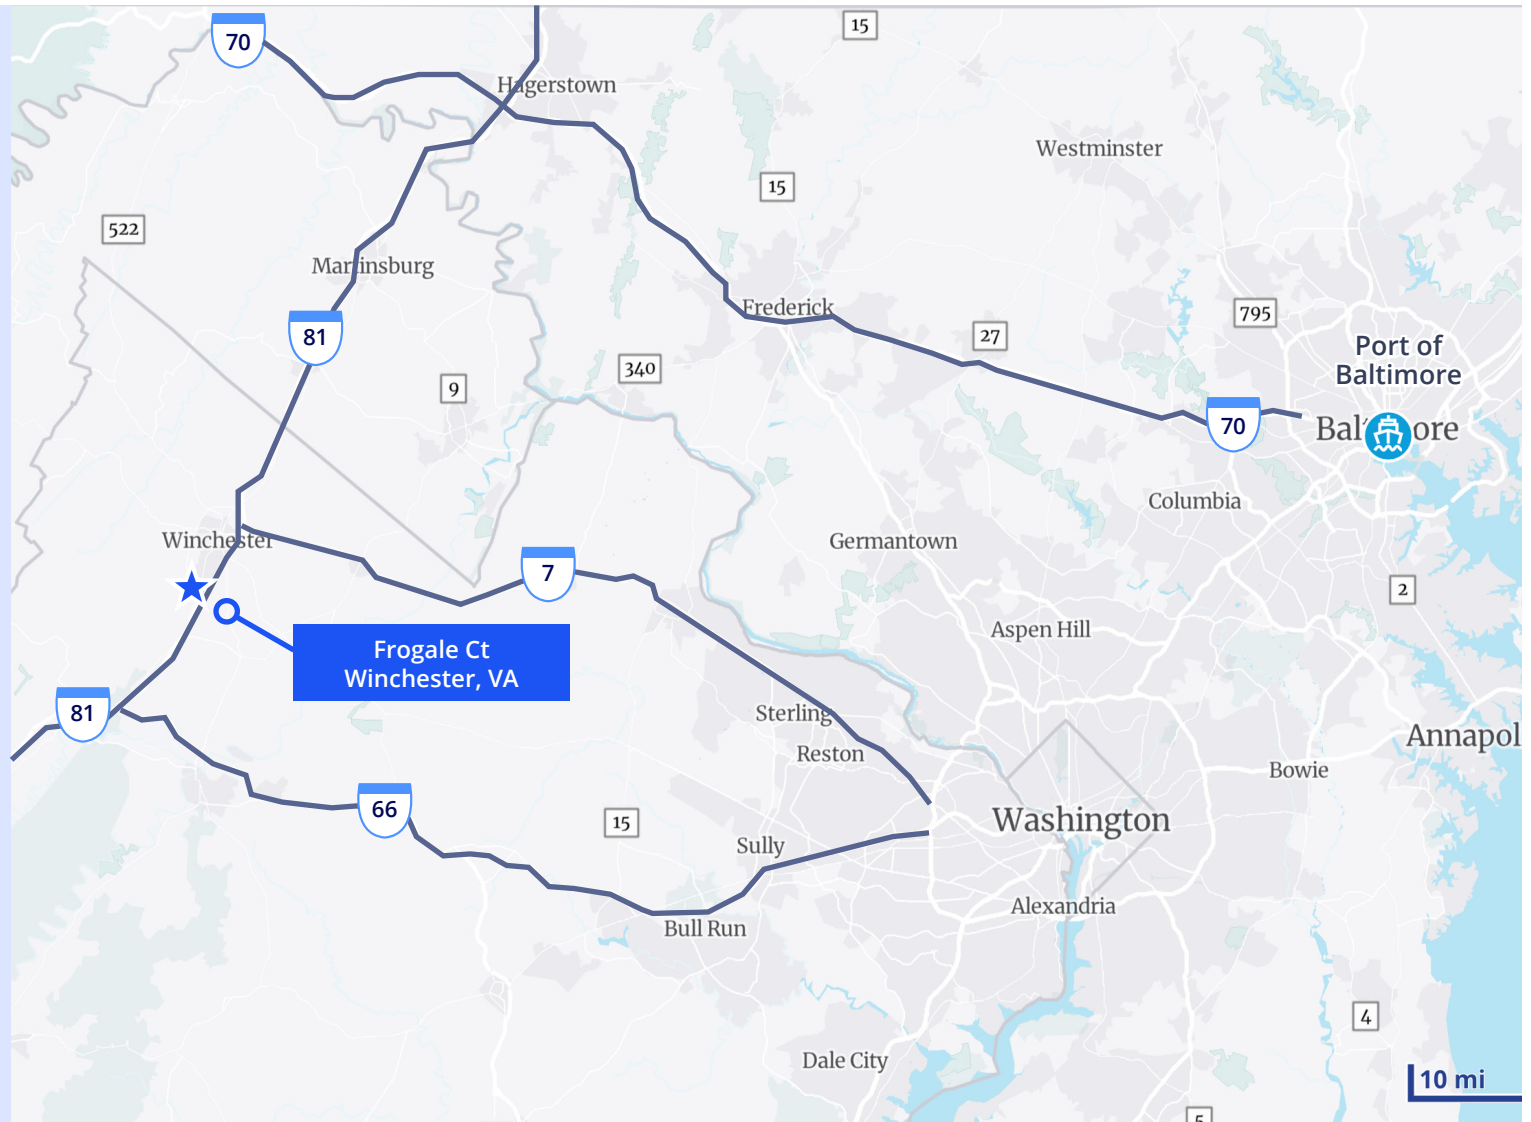 15
70
Hagerstown
Westminster
15
522
Martinsburg
Frederick
795
81
27
Port of
Baltimore
340
9
70
Baltimore
Columbia
Winchester
Germantown
7
2
Aspen Hill
Frogale Ct
Winchester, VA
81
Sterling
Annapol
Reston
Bowie
66
15
Washington
Sully
Alexandria
Bull Run
4
Dale City
10 mi
5